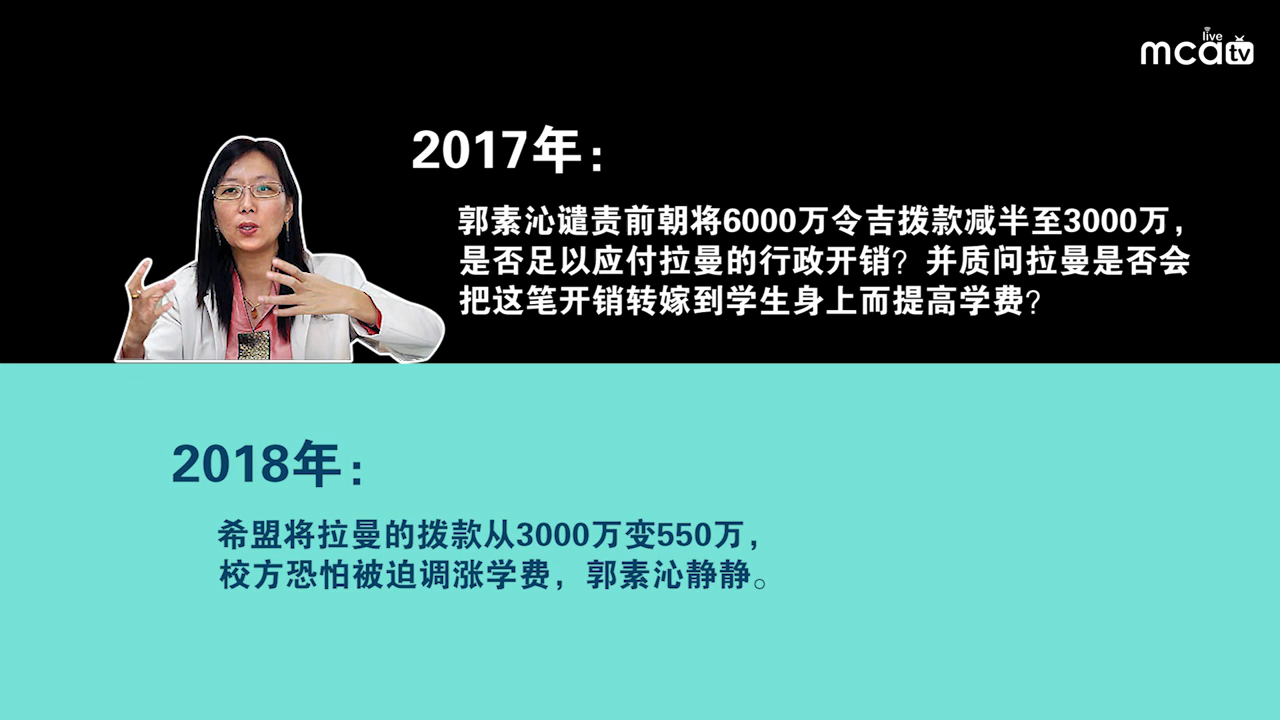 live
mca tv
2017年：
郭素沁谴责前朝将6000万令吉拨款减半至3000万，
是否足以应付拉曼的行政开销？并质问拉曼是否会
把这笔开销转嫁到学生身上而提高学费？
2018年：
希盟将拉曼的拨款从3000万变550万，
校方恐怕被迫调涨学费，郭素沁静静。